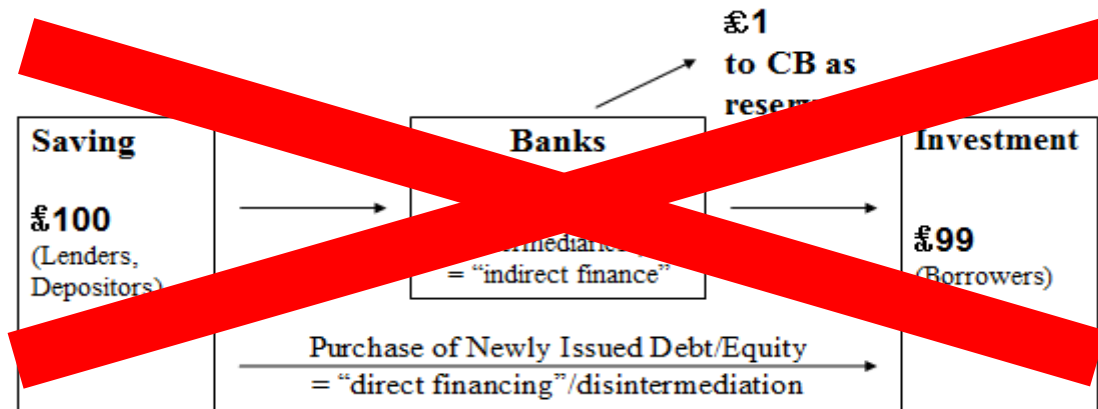 £1
to CB as
Saving
Banks
Investment
£100
£99
(Lenders,
Depositors)
= “indirect finance”
(Borrowers)
Purchase of Newly Issued Debt/Equity
= “direct financing”/disintermediation